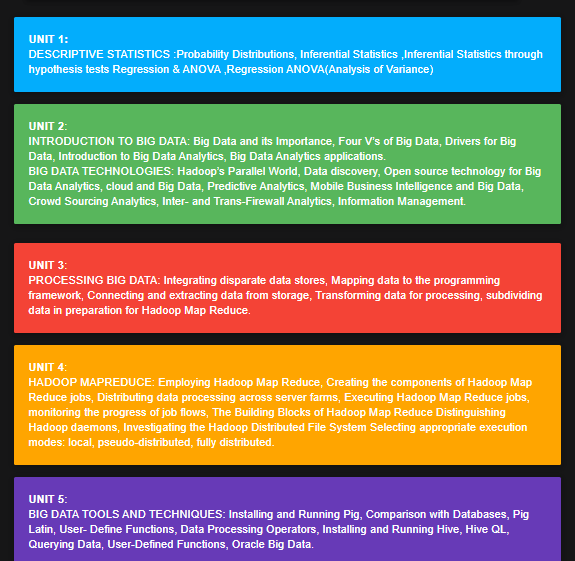 UNIT 1:
DESCRIPTIVE STATISTICS :Probability Distributions, Inferential Statistics ,Inferential Statistics through
hypothesis tests Regression & ANOVA ,Regression ANOVA(Analysis of Variance)
UNIT 2:
INTRODUCTION TO BIG DATA: Big Data and its Importance, Four V's of Big Data, Drivers for Big
Data, Introduction to Big Data Analytics, Big Data Analytics applications.
BIG DATA TECHNOLOGIES: Hadoop's Parallel World, Data discovery, Open source technology for Big
Data Analytics, cloud and Big Data, Predictive Analytics, Mobile Business Intelligence and Big Data,
Crowd Sourcing Analytics, Inter- and Trans-Firewall Analytics, Information Management.
UNIT 3:
PROCESSING BIG DATA: Integrating disparate data stores, Mapping data to the programming
framework, Connecting and extracting data from storage, Transforming data for processing, subdividing
data in preparation for Hadoop Map Reduce.
UNIT 4:
HADOOP MAPREDUCE: Employing Hadoop Map Reduce, Creating the components of Hadoop Map
Reduce jobs, Distributing data processing across server farms, Executing Hadoop Map Reduce jobs,
monitoring the progress of job flows, The Building Blocks of Hadoop Map Reduce Distinguishing
Hadoop daemons, Investigating the Hadoop Distributed File System Selecting appropriate execution
modes: local, pseudo-distributed, fully distributed.
UNIT 5:
BIG DATA TOOLS AND TECHNIQUES: Installing and Running Pig, Comparison with Databases, Pig
Latin, User- Define Functions, Data Processing Operators, Installing and Running Hive, Hive QL,
Querying Data, User-Defined Functions, Oracle Big Data.